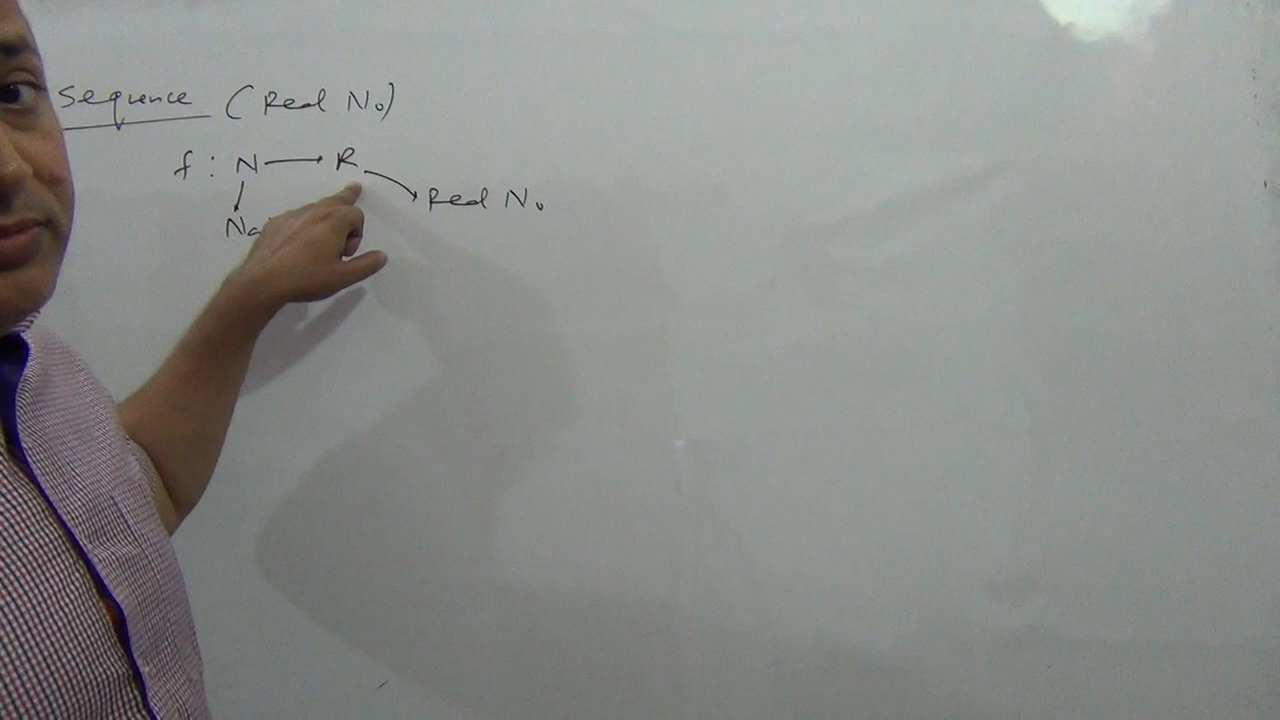 Sequence (Real No)
f : N → R
Real No